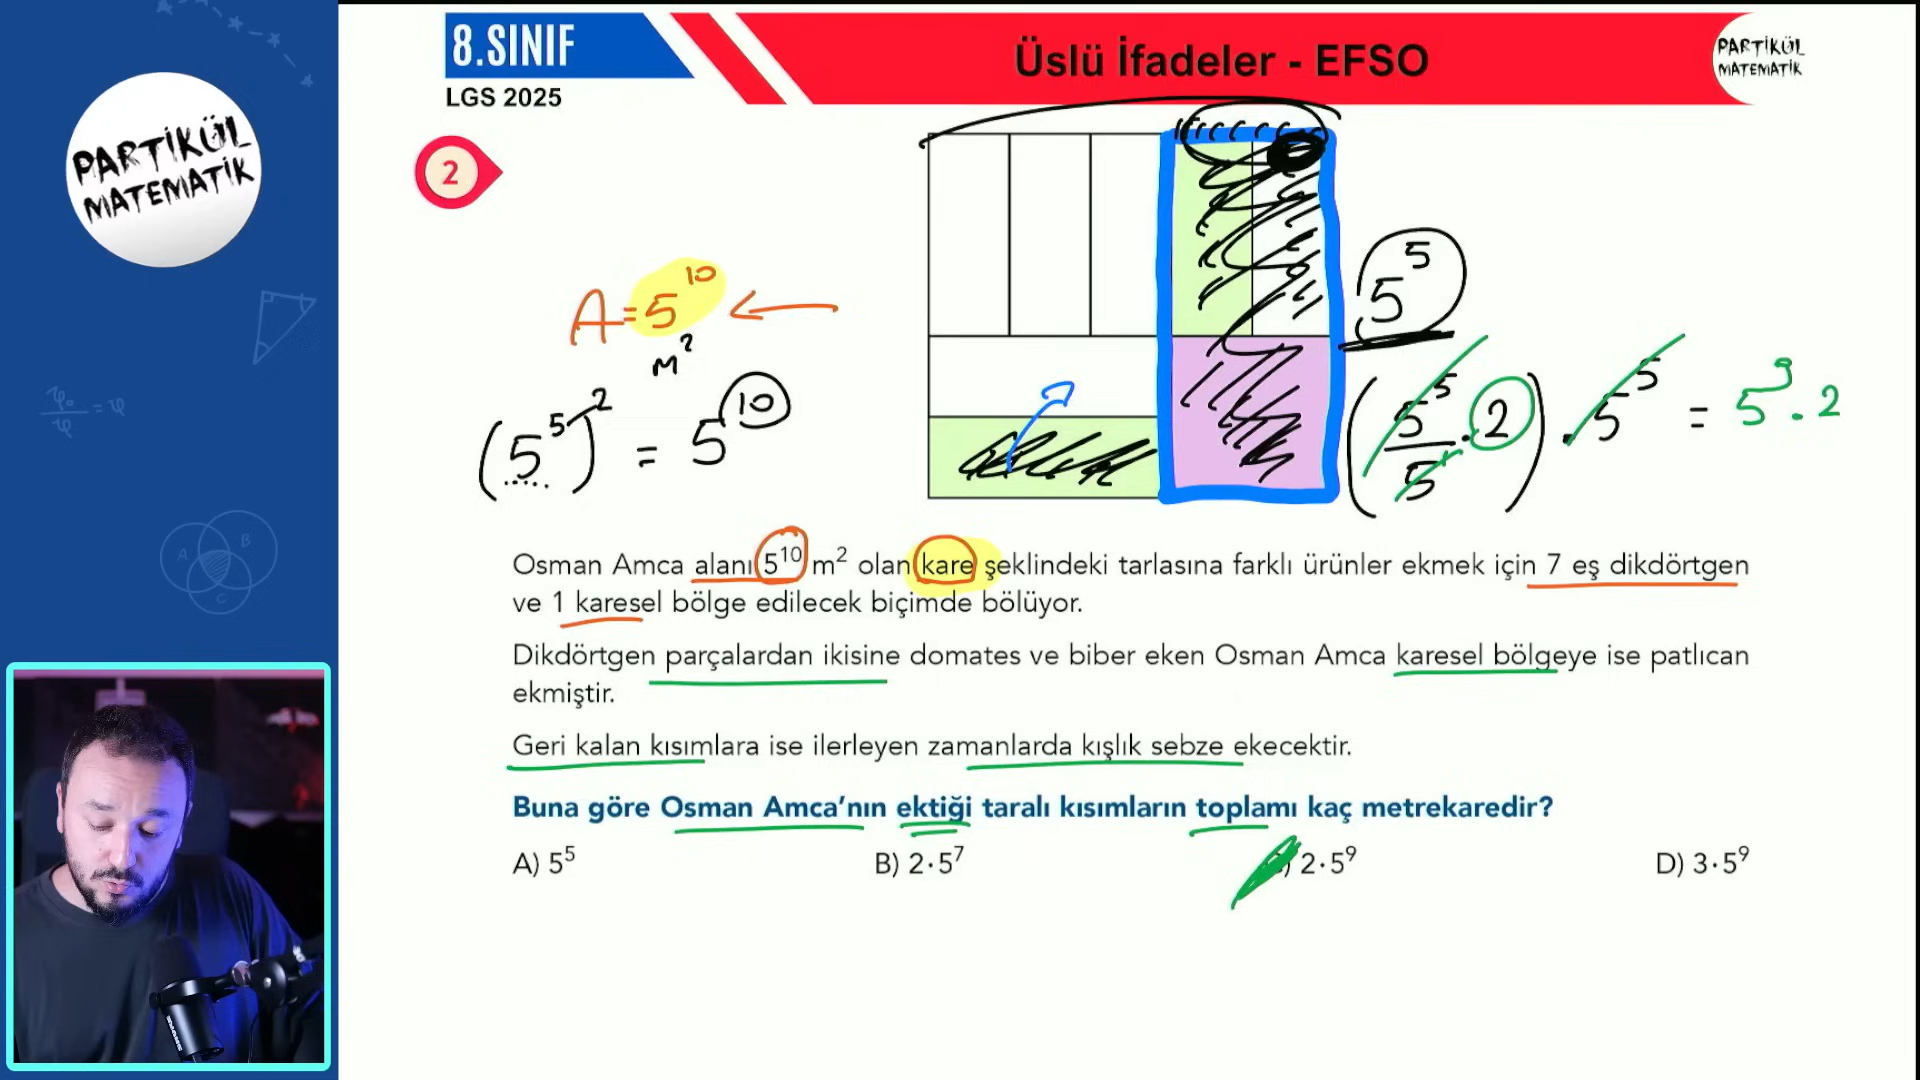 PARTİKÜL
MATEMATİK
8.SINIF
LGS 2025
Üslü İfadeler - EFSO
PARTİKÜL
MATEMATİK
2
A = 5¹⁰
m²
(5⁵)² = 5¹⁰
5⁵
(5⁵/5¹ · 2) · 5⁵ = 5⁹ · 2
Osman Amca alanı 5¹⁰ m² olan kare şeklindeki tarlasına farklı ürünler ekmek için 7 eş dikdörtgen
ve 1 karesel bölge edilecek biçimde bölüyor.
Dikdörtgen parçalardan ikisine domates ve biber eken Osman Amca karesel bölgeye ise patlıcan
ekmiştir.
Geri kalan kısımlara ise ilerleyen zamanlarda kışlık sebze ekecektir.
Buna göre Osman Amca’nın ektiği taralı kısımların toplamı kaç metrekaredir?
A) 5⁵
B) 2·5⁷
) 2·5⁹
D) 3·5⁹
A
B
C